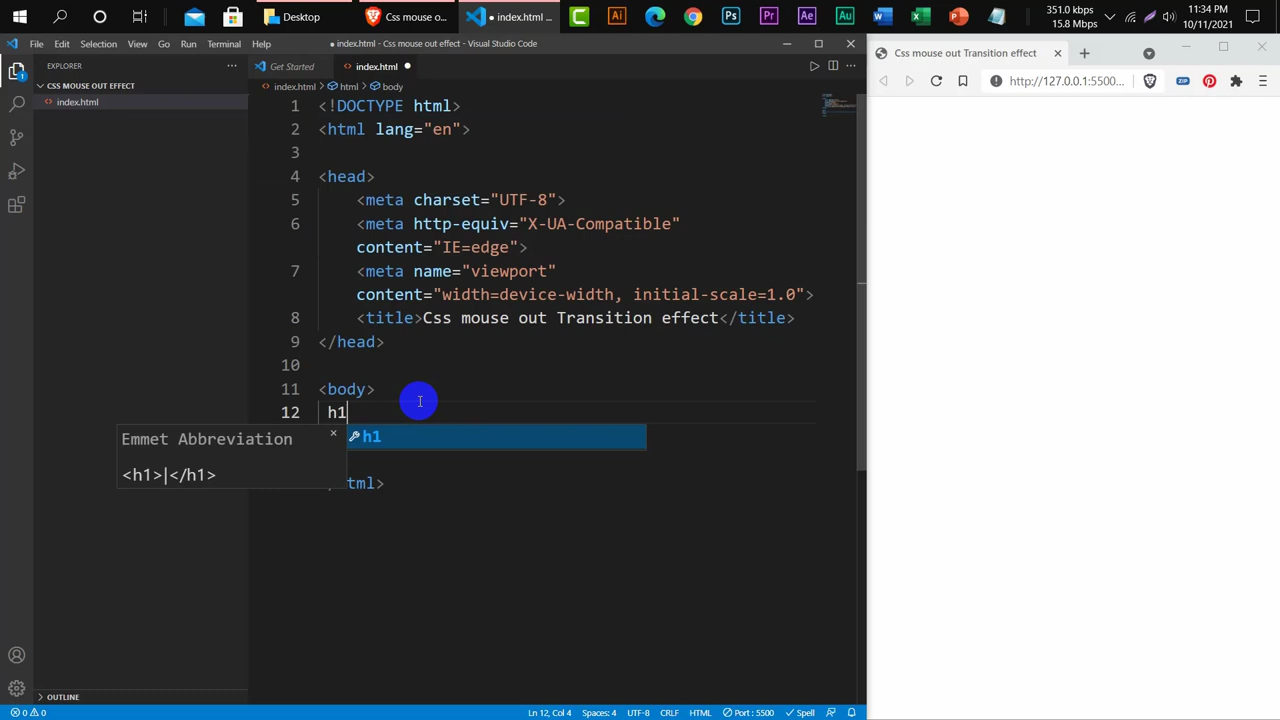 Desktop
Css mouse o...
index.html ...
351.0 kbps
15.8 Mbps
11:34 PM
10/11/2021
File Edit Selection View Go Run Terminal Help
● index.html - Css mouse out effect - Visual Studio Code
EXPLORER
Get Started
index.html
Css mouse out Transition effect
CSS MOUSE OUT EFFECT
index.html
index.html > html > body
http://127.0.0.1:5500...
1 <!DOCTYPE html>
2 <html lang="en">
3
4 <head>
5 <meta charset="UTF-8">
6 <meta http-equiv="X-UA-Compatible"
content="IE=edge">
7 <meta name="viewport"
content="width=device-width, initial-scale=1.0">
8 <title>Css mouse out Transition effect</title>
9 </head>
10
11 <body>
12 h1
h1
Emmet Abbreviation
<h1>|</h1>
tml>
OUTLINE
0 0
Ln 12, Col 4 Spaces: 4 UTF-8 CRLF HTML Port : 5500 Spell